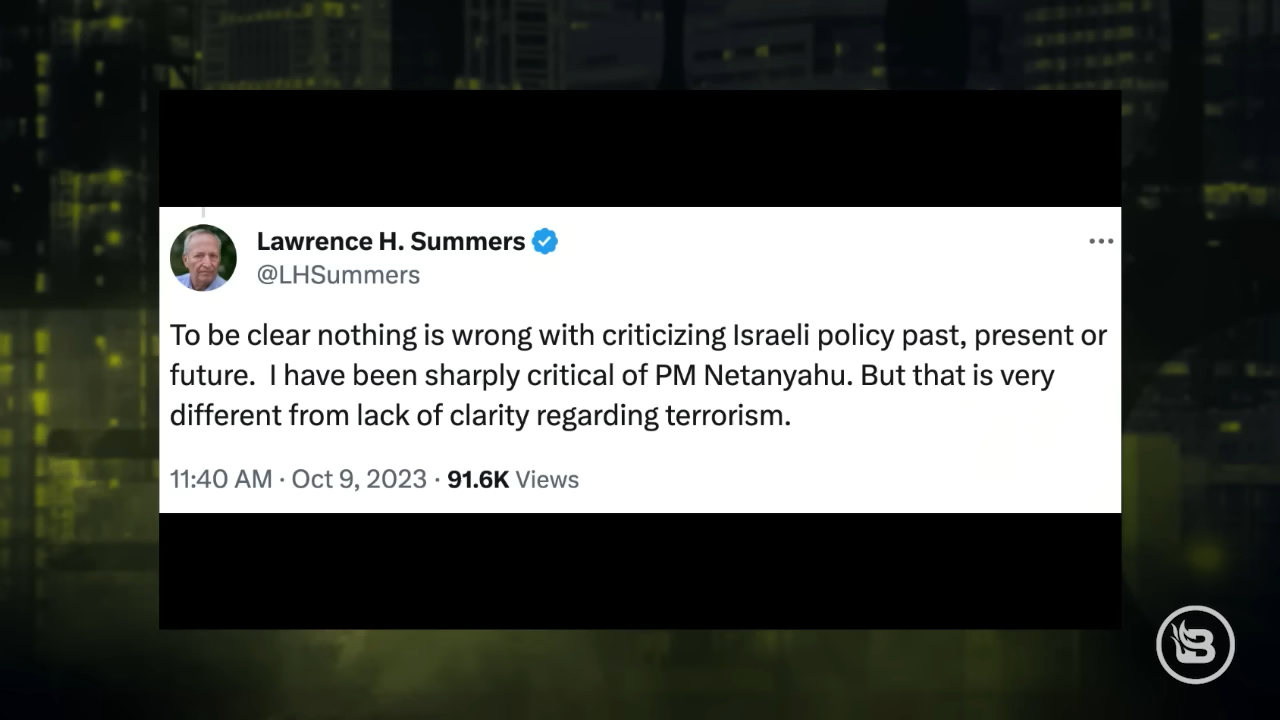 Lawrence H. Summers
@LHSummers
To be clear nothing is wrong with criticizing Israeli policy past, present or
future.  I have been sharply critical of PM Netanyahu. But that is very
different from lack of clarity regarding terrorism.
11:40 AM · Oct 9, 2023 · 91.6K Views
B